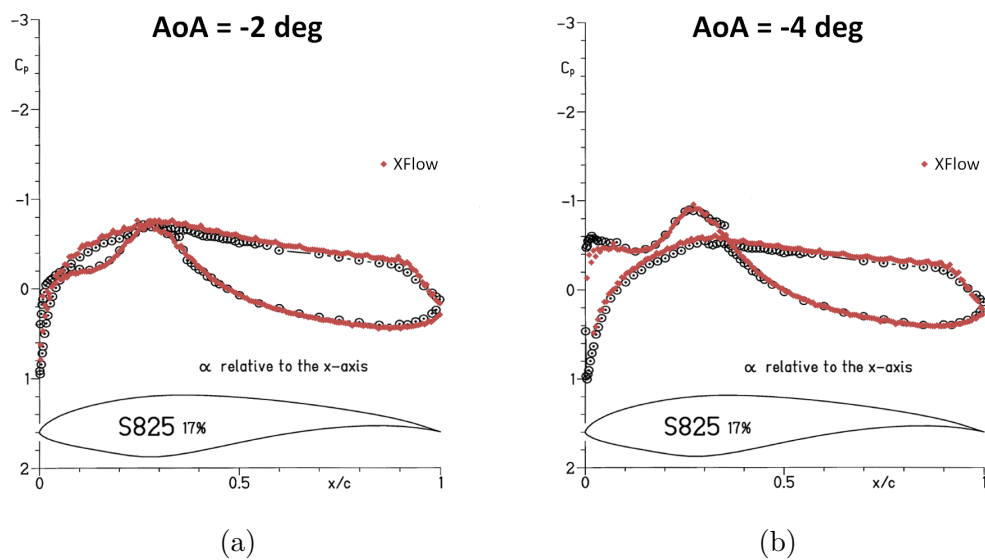 AoA = -2 deg
-3
Cp
-2
XFlow
-1
0
α relative to the x-axis
1
S825 17%
2
0
0.5
x/c
1
(a)
AoA = -4 deg
-3
Cp
-2
XFlow
-1
0
α relative to the x-axis
1
S825 17%
2
0
0.5
x/c
1
(b)